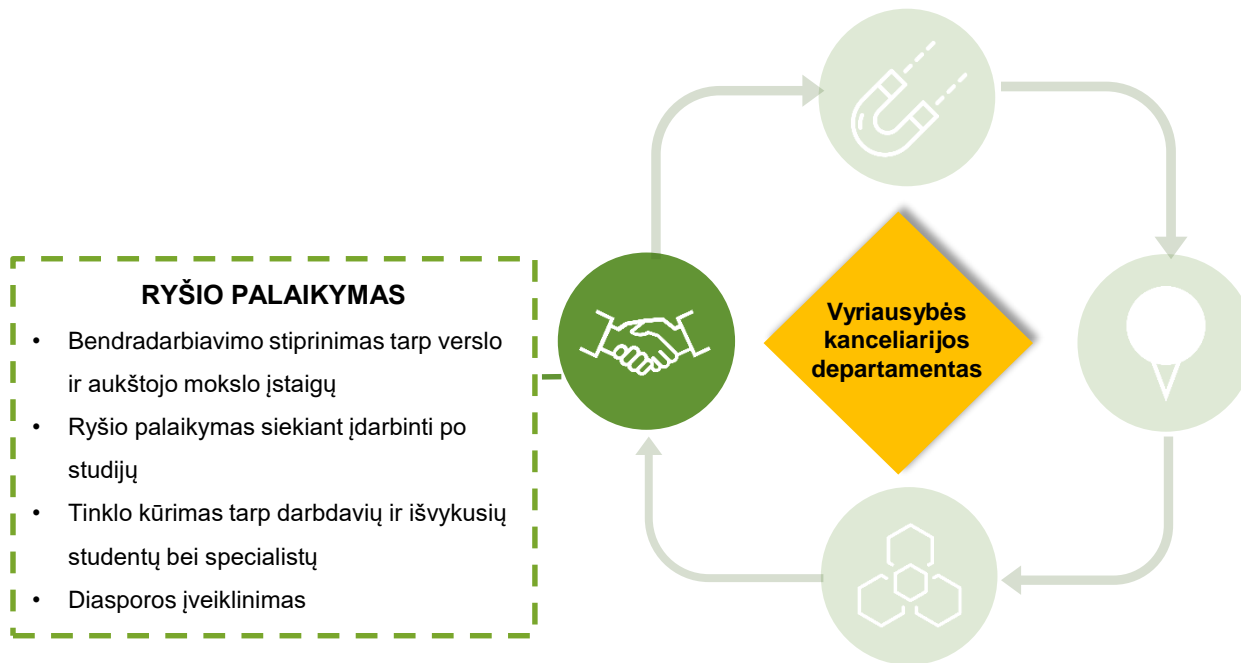 RYŠIO PALAIKYMAS
• Bendradarbiavimo stiprinimas tarp verslo
ir aukštojo mokslo įstaigų
• Ryšio palaikymas siekiant įdarbinti po
studijų
• Tinklo kūrimas tarp darbdavių ir išvykusių
studentų bei specialistų
• Diasporos įveiklinimas
Vyriausybės
kanceliarijos
departamentas